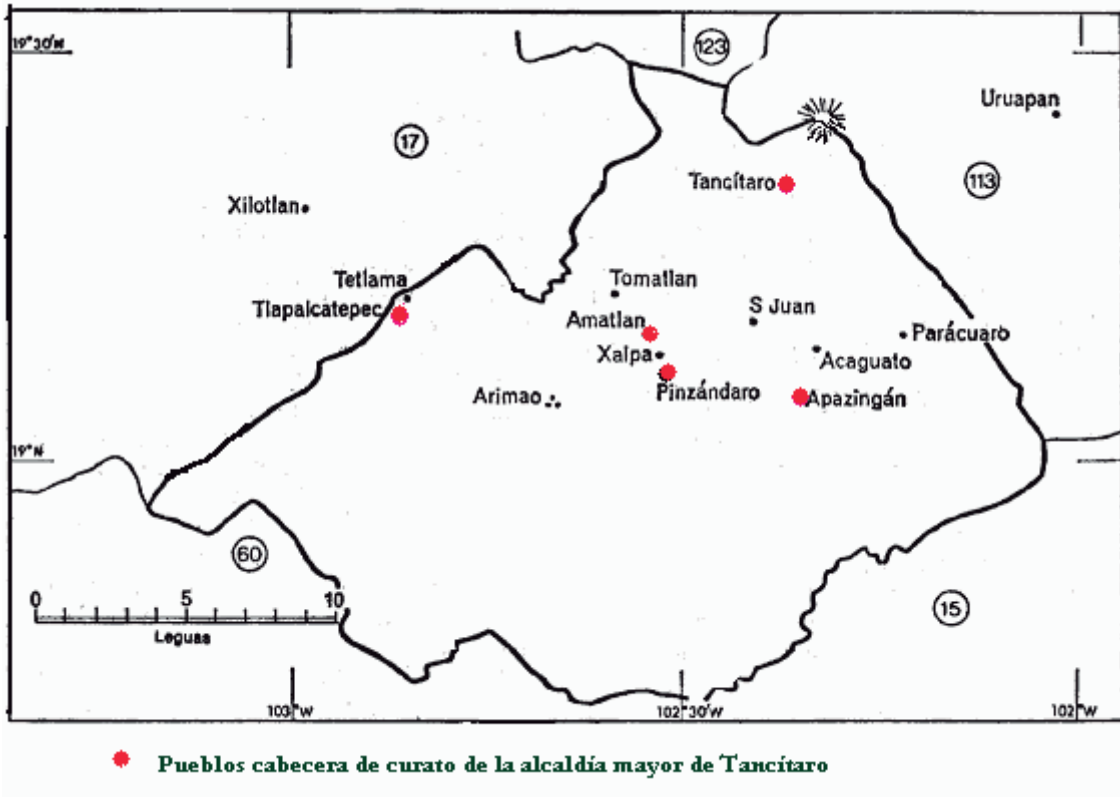 19°30'N
123
Uruapan
17
113
Tancítaro
Xilotlan
Tetlama
Tomatlan
Tlapalcatepec
S Juan
Amatlan
Parácuaro
Xalpa
Acaguato
Pinzándaro
Arimao
Apazingán
19°N
60
0 5 10
15
Leguas
103°W
102°30'W
102°W
Pueblos cabecera de curato de la alcaldía mayor de Tancítaro